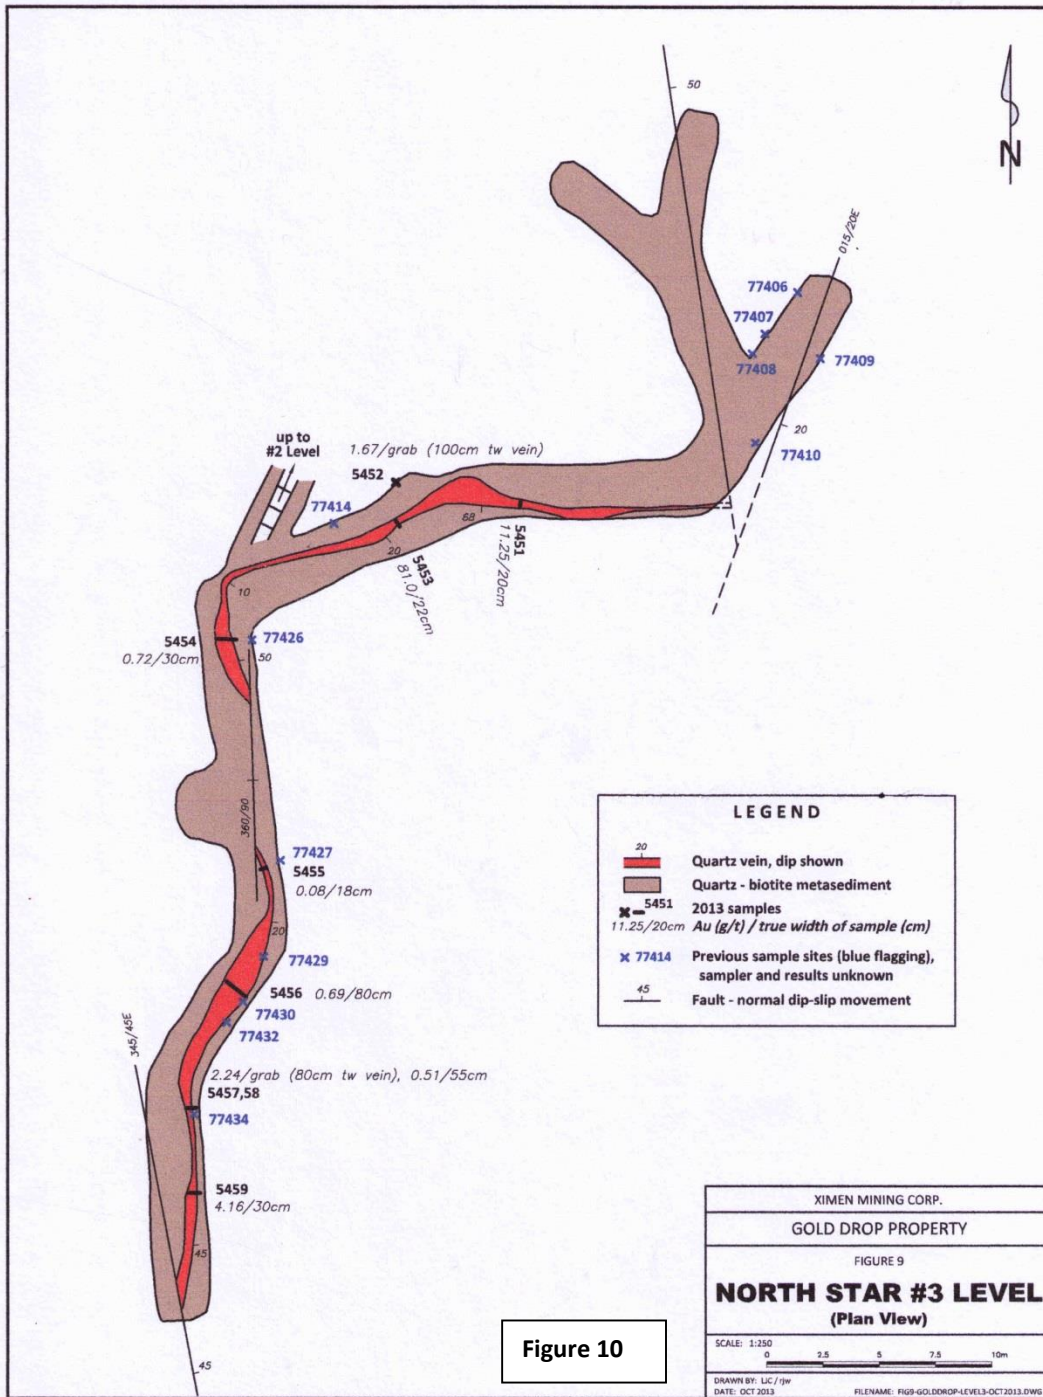 50
N
015/20E
77406
77407
77408
77409
20
77410
up to
#2 Level
1.67/grab (100cm tw vein)
5452
77414
68
5451
11.25/20cm
20
5453
81.0/22cm
10
5454
0.72/30cm
77426
50
360/90
77427
5455
0.08/18cm
20
77429
5456 0.69/80cm
77430
77432
345/45E
2.24/grab (80cm tw vein), 0.51/55cm
5457,58
77434
5459
4.16/30cm
45
45
LEGEND
20
Quartz vein, dip shown
Quartz - biotite metasediment
5451
2013 samples
11.25/20cm Au (g/t) / true width of sample (cm)
77414 Previous sample sites (blue flagging),
sampler and results unknown
45
Fault - normal dip-slip movement
XIMEN MINING CORP.
GOLD DROP PROPERTY
FIGURE 9
NORTH STAR #3 LEVEL
(Plan View)
SCALE: 1:250
0 2.5 5 7.5 10m
DRAWN BY: LJC / rjw
DATE: OCT 2013 FILENAME: FIG9-GOLDDROP-LEVEL3-OCT2013.DWG
Figure 10